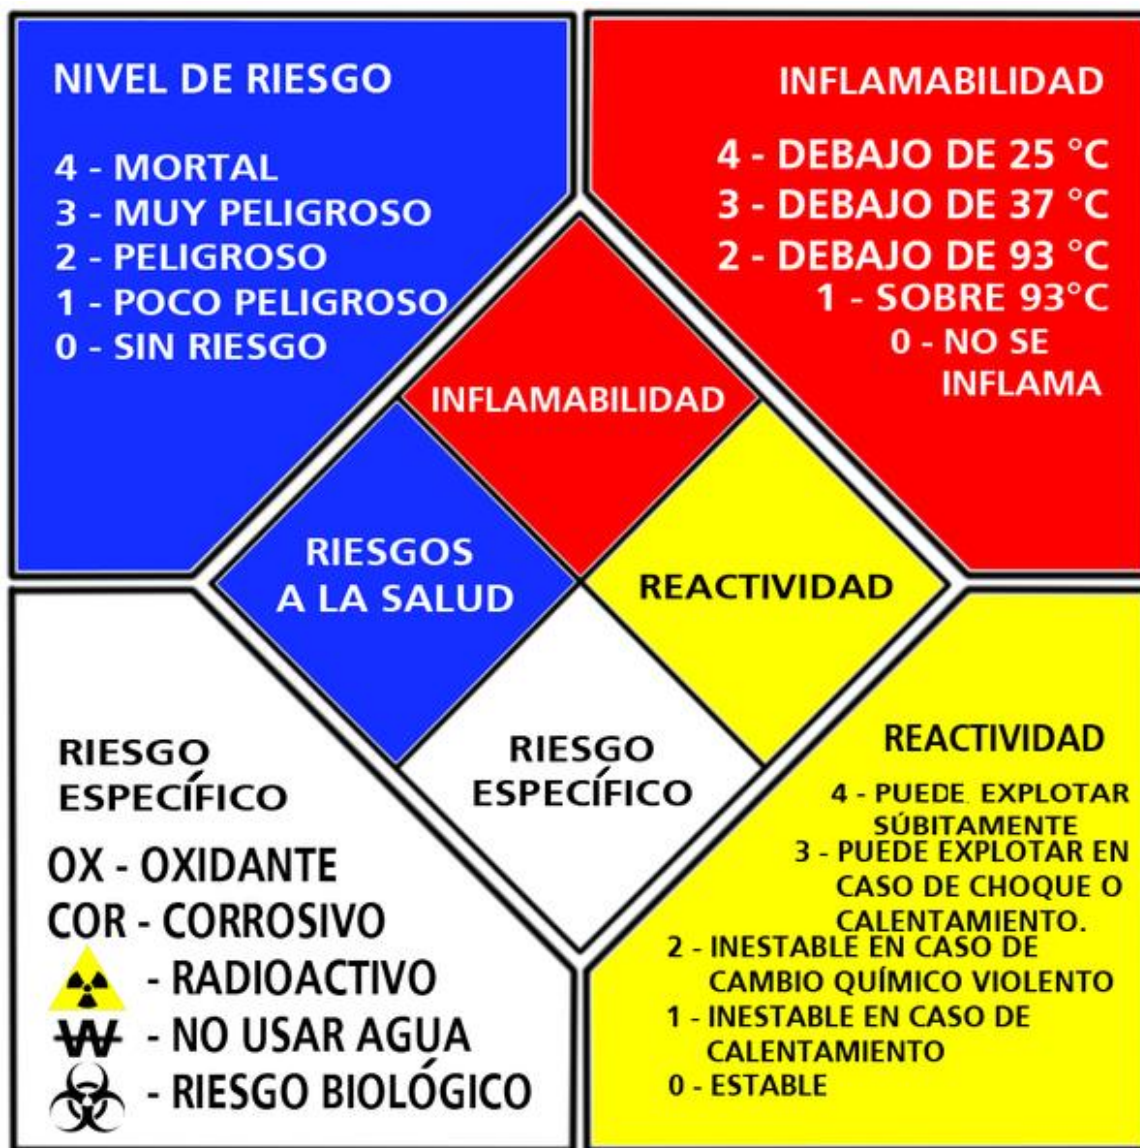 NIVEL DE RIESGO
4 - MORTAL
3 - MUY PELIGROSO
2 - PELIGROSO
1 - POCO PELIGROSO
0 - SIN RIESGO
INFLAMABILIDAD
4 - DEBAJO DE 25 °C
3 - DEBAJO DE 37 °C
2 - DEBAJO DE 93 °C
1 - SOBRE 93°C
0 - NO SE
INFLAMA
INFLAMABILIDAD
RIESGOS
A LA SALUD
REACTIVIDAD
RIESGO
ESPECÍFICO
RIESGO
ESPECÍFICO
OX - OXIDANTE
COR - CORROSIVO
- RADIOACTIVO
W - NO USAR AGUA
- RIESGO BIOLÓGICO
REACTIVIDAD
4 - PUEDE EXPLOTAR
SÚBITAMENTE
3 - PUEDE EXPLOTAR EN
CASO DE CHOQUE O
CALENTAMIENTO.
2 - INESTABLE EN CASO DE
CAMBIO QUÍMICO VIOLENTO
1 - INESTABLE EN CASO DE
CALENTAMIENTO
0 - ESTABLE